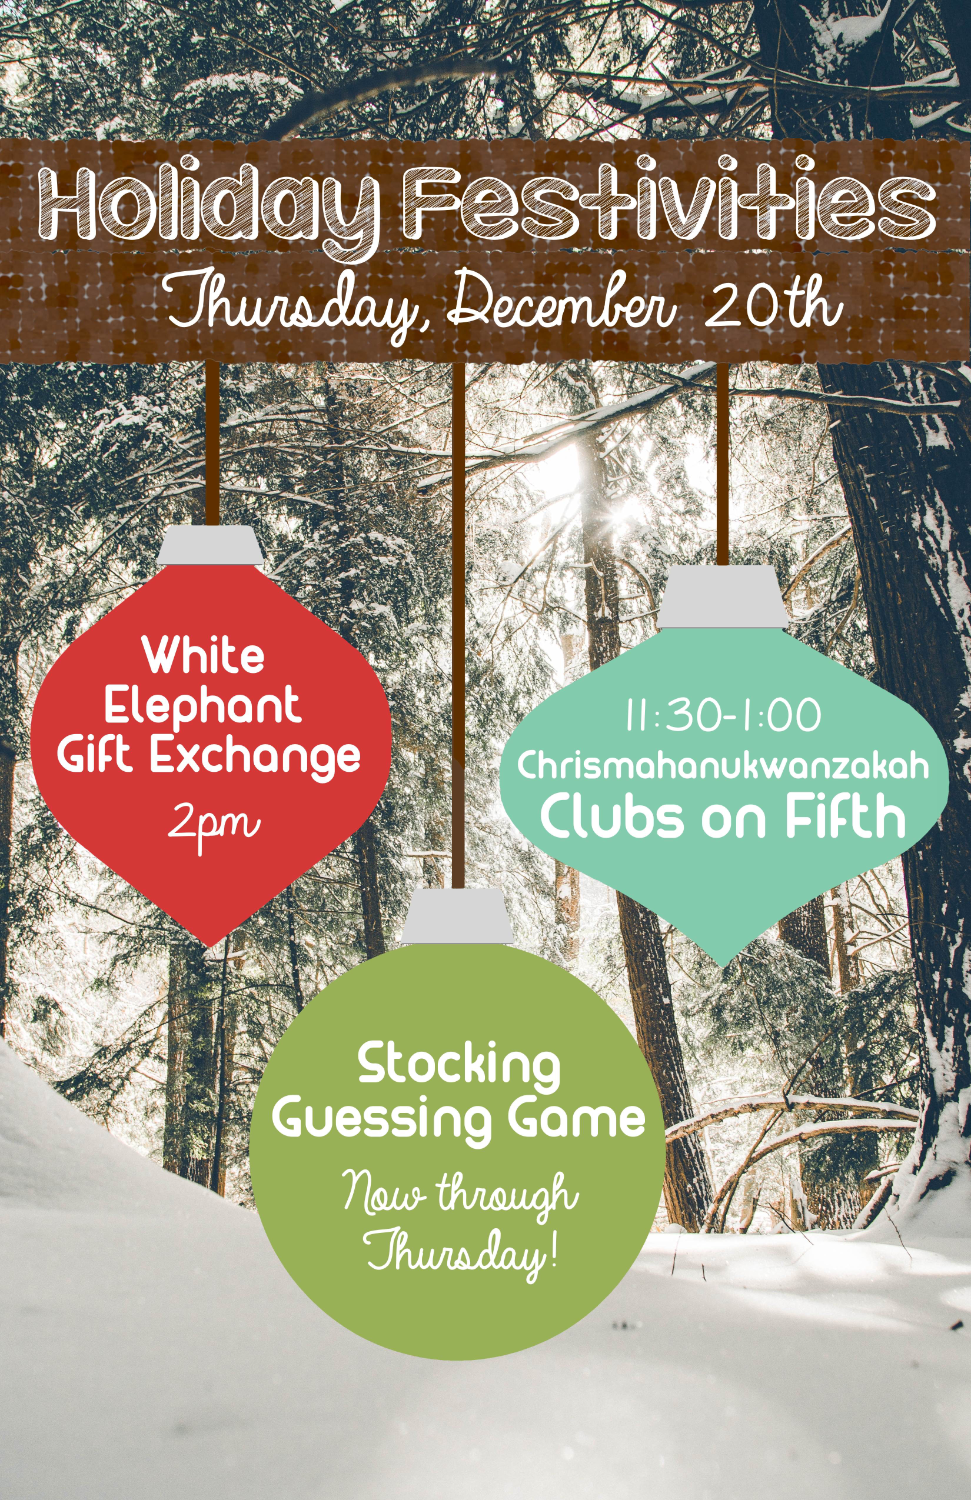 Holiday Festivities
Thursday, December 20th
White
Elephant
Gift Exchange
2pm
11:30-1:00
Chrismahanukwanzakah
Clubs on Fifth
Stocking
Guessing Game
Now through
Thursday!